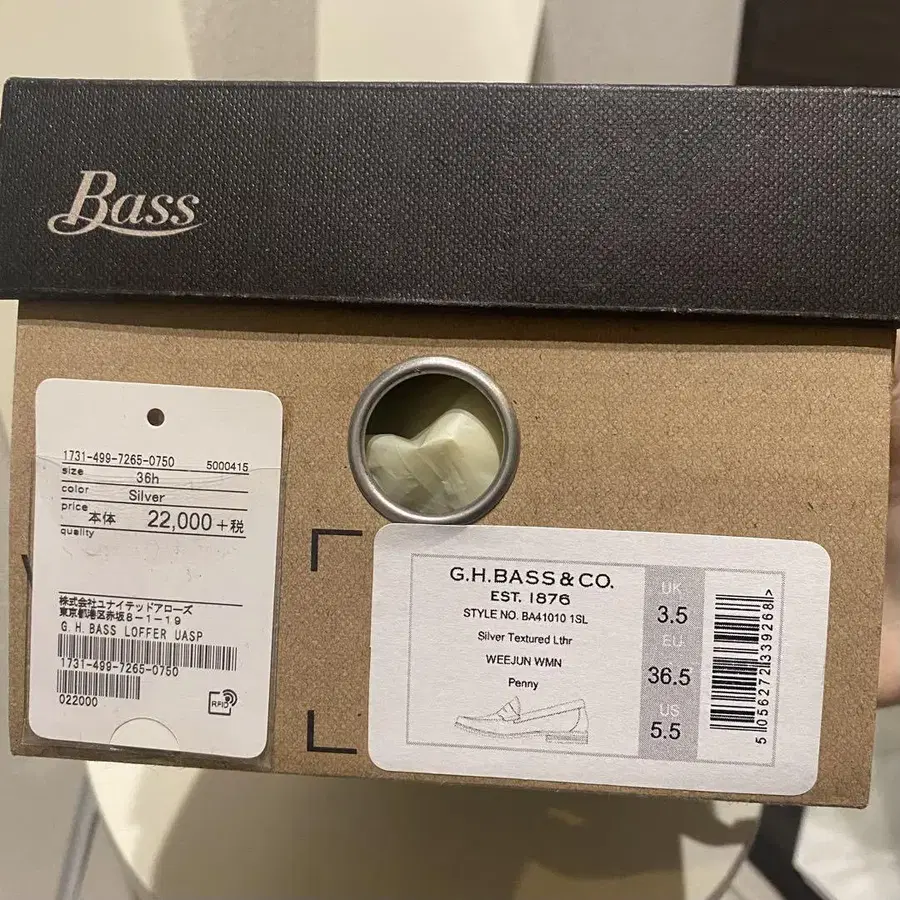 Bass
1731-499-7265-0750 5000415
size 36h
color Silver
price 本体 22,000+税
quality
株式会社ユナイテッドアローズ
東京都港区赤坂8-1-19
G.H.BASS LOFFER UASP
1731-499-7265-0750
022000
RFID
G.H.BASS & CO.
EST. 1876
STYLE NO. BA41010 1SL
Silver Textured Lthr
WEEJUN WMN
Penny
UK
3.5
EU
36.5
US
5.5
5 056272 339268 >